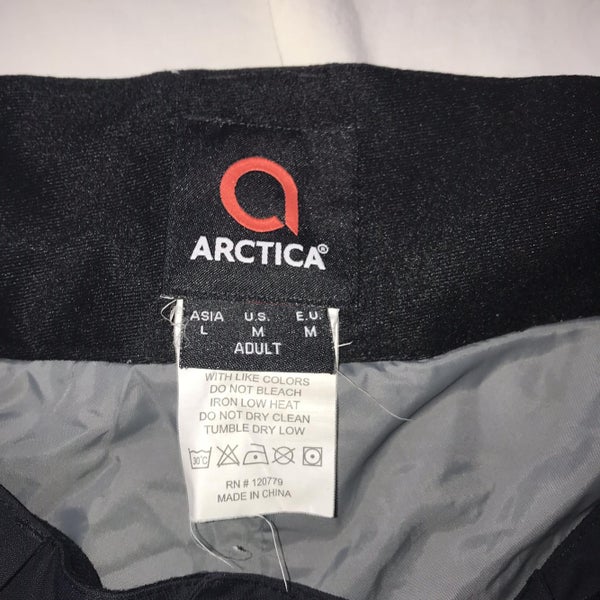 ARCTICA®
ASIA U.S. E.U.
L M M
ADULT
WITH LIKE COLORS
DO NOT BLEACH
IRON LOW HEAT
DO NOT DRY CLEAN
TUMBLE DRY LOW
30°C
RN # 120779
MADE IN CHINA